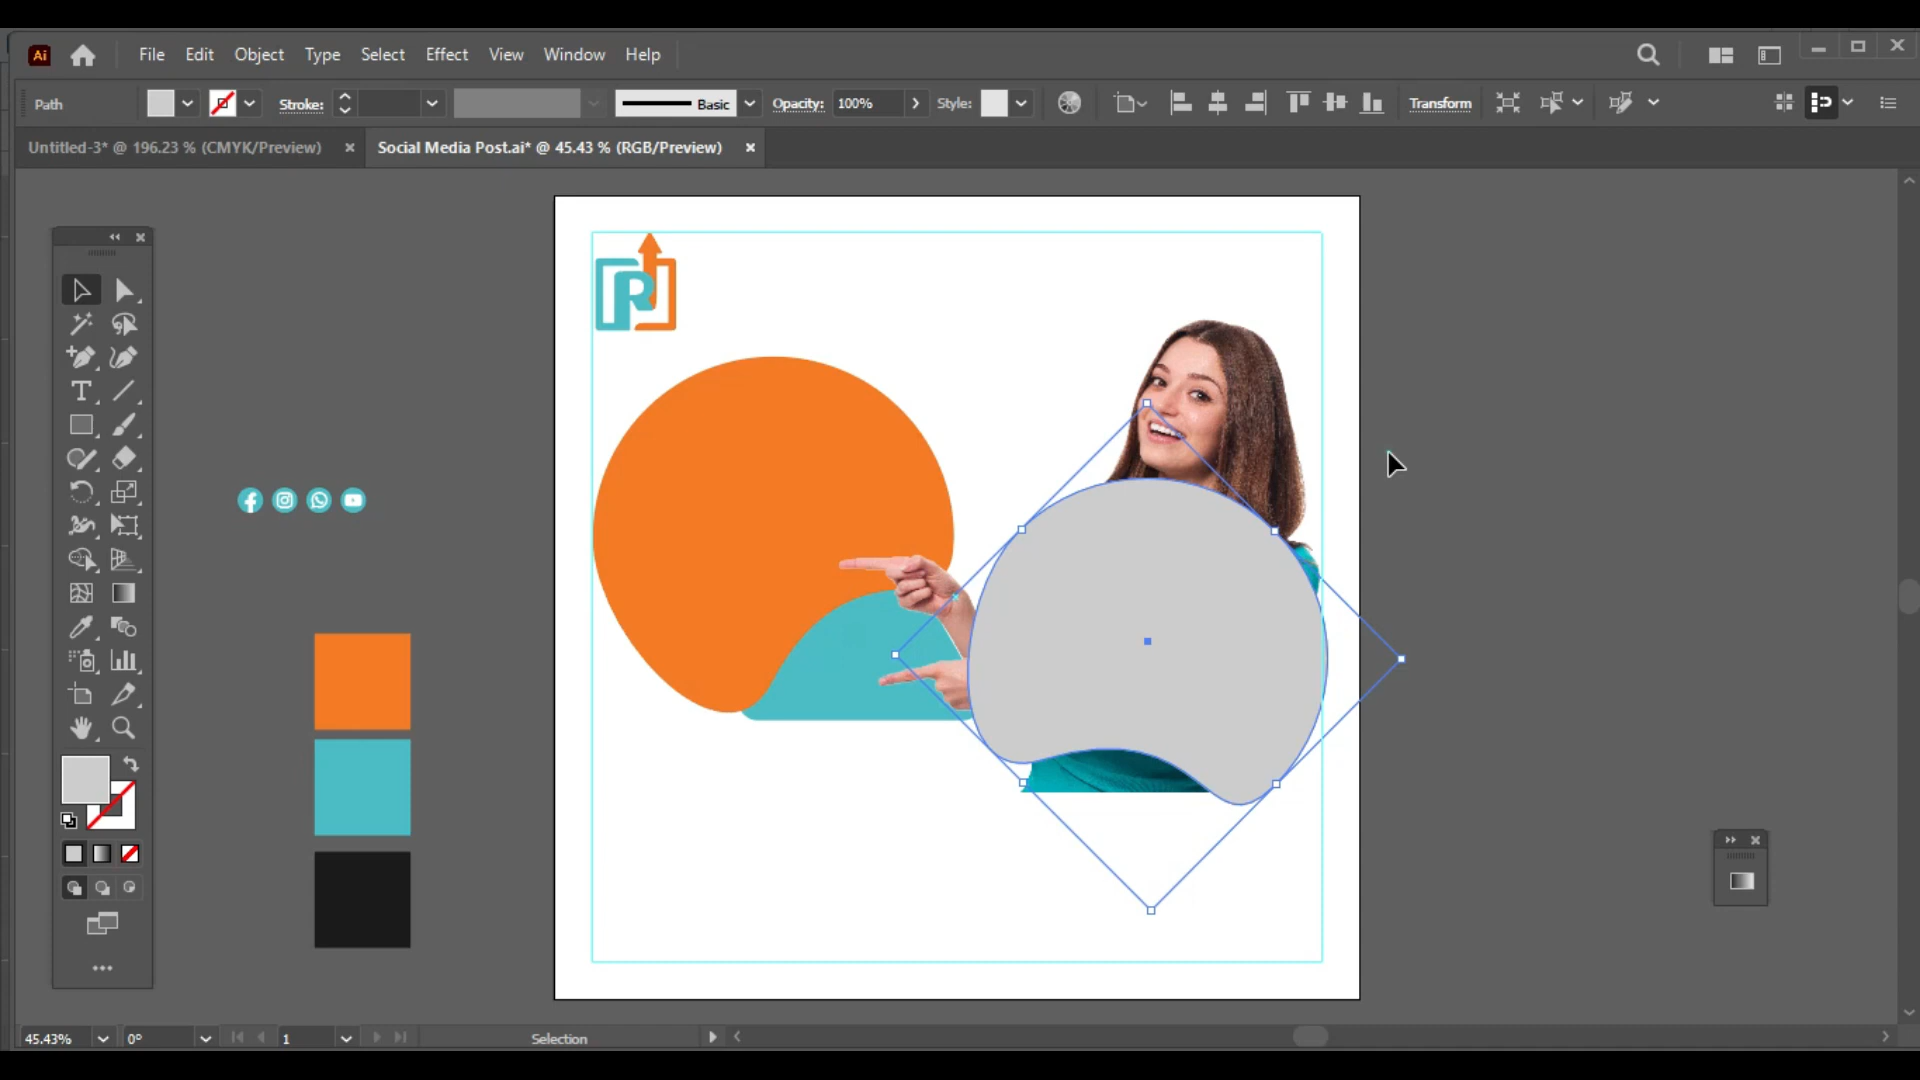 Ai File Edit Object Type Select Effect View Window Help
Path Stroke: Basic Opacity: 100% Style: Transform
Untitled-3* @ 196.23 % (CMYK/Preview) × Social Media Post.ai* @ 45.43 % (RGB/Preview) ×
R
T
45.43% 0° 1 Selection